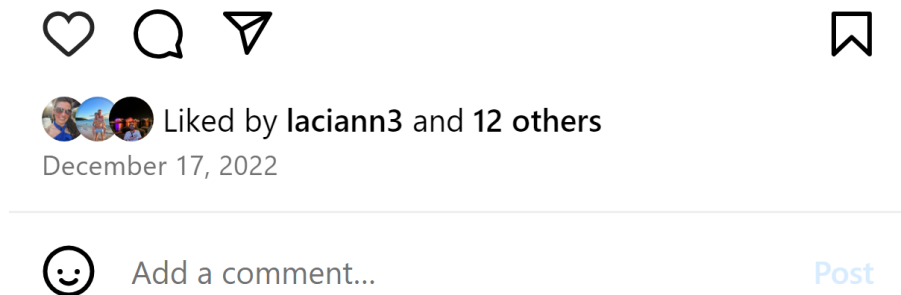 Liked by laciann3 and 12 others
December 17, 2022
Add a comment...
Post